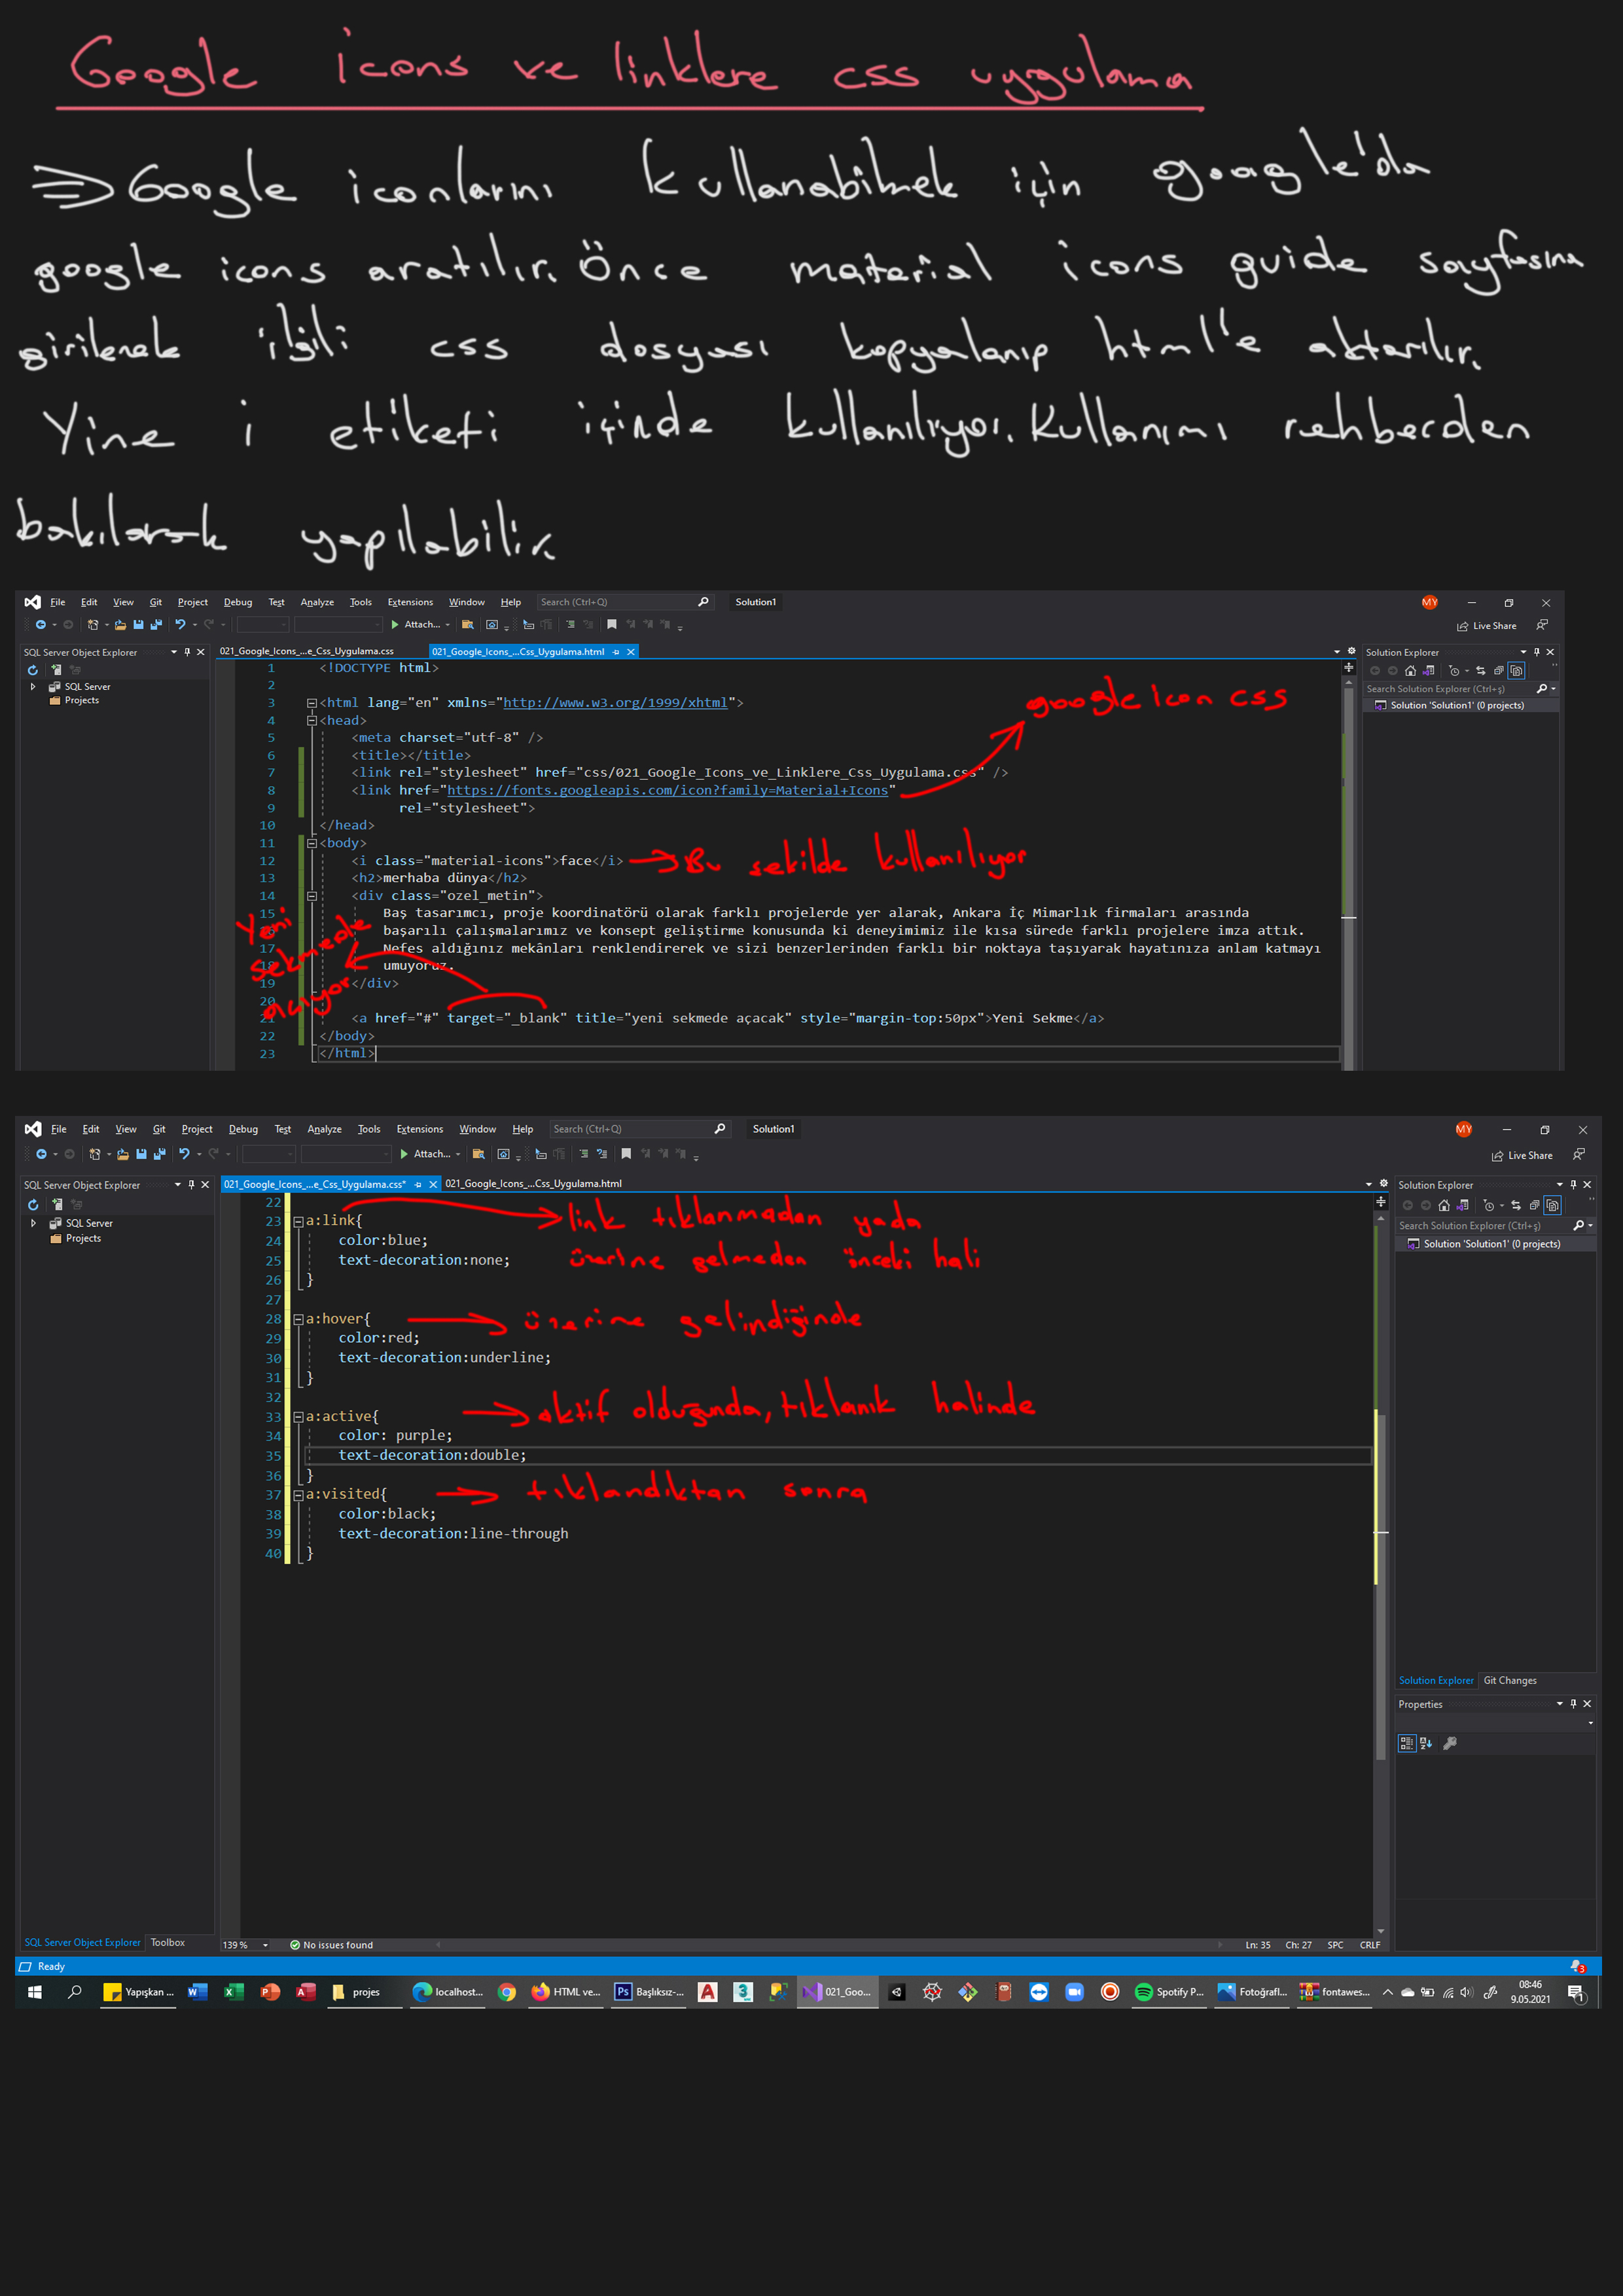 Google icons ve linklere css uygulama
=> Google iconlarını kullanabilmek için google'da
google icons aratılır. Önce material icons guide sayfasına
girilerek ilgili css dosyası kopyalanıp html'e aktarılır.
Yine i etiketi içinde kullanılıyor. Kullanımı rehberden
bakılarak yapılabilir.
File Edit View Git Project Debug Test Analyze Tools Extensions Window Help Search (Ctrl+Q) Solution1 MY
Attach... Live Share
SQL Server Object Explorer 021_Google_Icons_...e_Css_Uygulama.css 021_Google_Icons_...Css_Uygulama.html Solution Explorer
SQL Server
Projects
Search Solution Explorer (Ctrl+ş)
Solution 'Solution1' (0 projects)
1 <!DOCTYPE html>
2
3 <html lang="en" xmlns="http://www.w3.org/1999/xhtml">
4 <head>
5 <meta charset="utf-8" />
6 <title></title>
7 <link rel="stylesheet" href="css/021_Google_Icons_ve_Linklere_Css_Uygulama.css" />
8 <link href="https://fonts.googleapis.com/icon?family=Material+Icons"
google icon css
9 rel="stylesheet">
10 </head>
11 <body>
12 <i class="material-icons">face</i> Bu sekilde kullanılıyor
13 <h2>merhaba dünya</h2>
14 <div class="ozel_metin">
15 Baş tasarımcı, proje koordinatörü olarak farklı projelerde yer alarak, Ankara İç Mimarlık firmaları arasında
16 başarılı çalışmalarımız ve konsept geliştirme konusunda ki deneyimimiz ile kısa sürede farklı projelere imza attık.
17 Nefes aldığınız mekânları renklendirerek ve sizi benzerlerinden farklı bir noktaya taşıyarak hayatınıza anlam katmayı
18 umuyoruz.
19 </div>
20
21 <a href="#" target="_blank" title="yeni sekmede açacak" style="margin-top:50px">Yeni Sekme</a>
22 </body>
23 </html>
Yeni
sekmede
açıyor
File Edit View Git Project Debug Test Analyze Tools Extensions Window Help Search (Ctrl+Q) Solution1 MY
Attach... Live Share
SQL Server Object Explorer 021_Google_Icons_...e_Css_Uygulama.css* 021_Google_Icons_...Css_Uygulama.html Solution Explorer
SQL Server
Projects
Search Solution Explorer (Ctrl+ş)
Solution 'Solution1' (0 projects)
22
23 a:link{ link tıklanmadan yada
24 color:blue;
25 text-decoration:none; üzerine gelmeden önceki hali
26 }
27
28 a:hover{ üzerine gelindiğinde
29 color:red;
30 text-decoration:underline;
31 }
32
33 a:active{ aktif olduğunda, tıklanık halinde
34 color: purple;
35 text-decoration:double;
36 }
37 a:visited{ tıklandıktan sonra
38 color:black;
39 text-decoration:line-through
40 }
Solution Explorer Git Changes
Properties
SQL Server Object Explorer Toolbox 139 % No issues found Ln: 35 Ch: 27 SPC CRLF
Ready 3
Yapışkan ... projes localhost... HTML ve... Ps Başlıksız-... 021_Goo... Spotify P... Fotoğrafl... fontawes... 08:46
9.05.2021 1